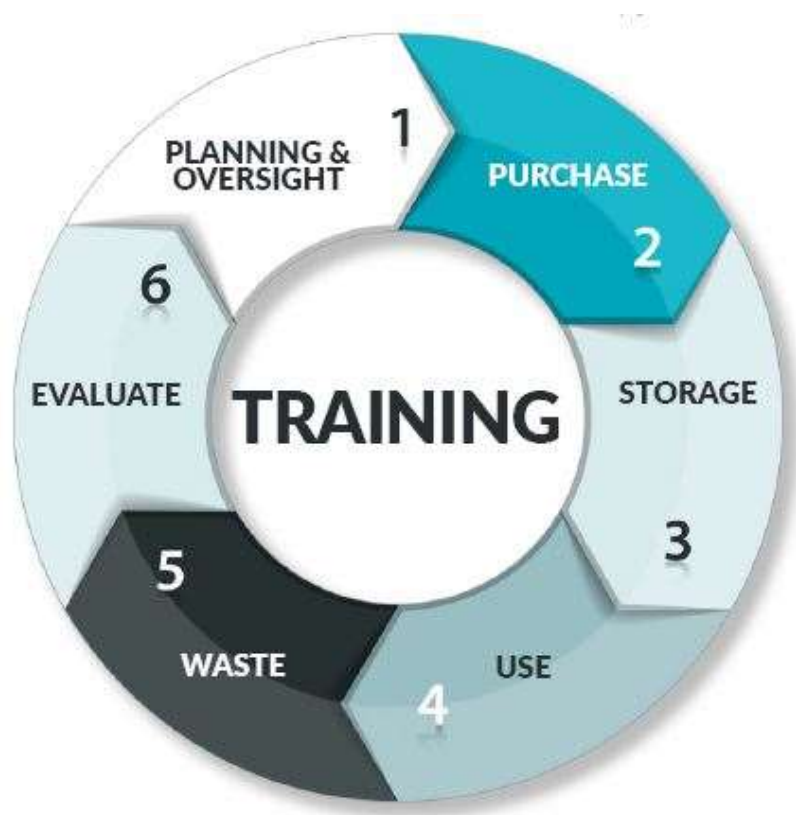 1
PLANNING &
OVERSIGHT
PURCHASE
2
STORAGE
3
USE
4
5
WASTE
6
EVALUATE
TRAINING